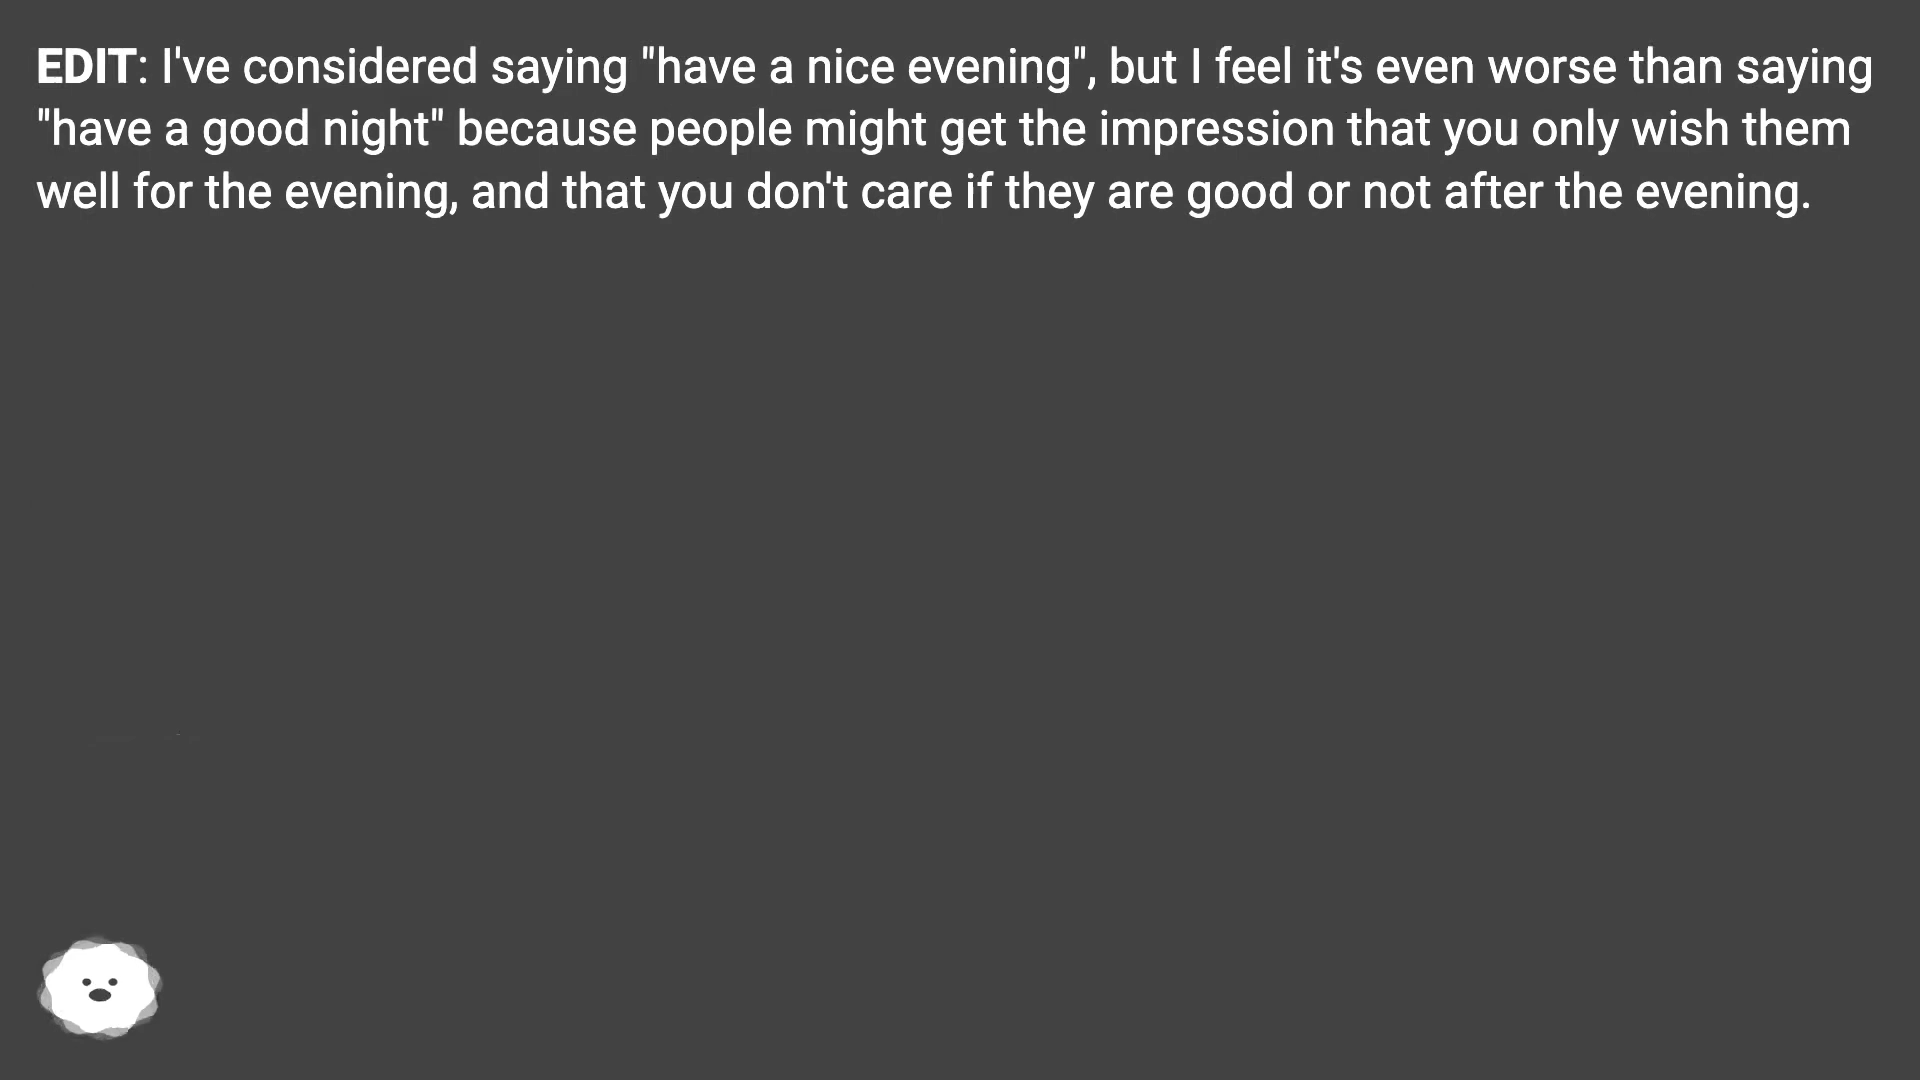 EDIT: I've considered saying "have a nice evening", but I feel it's even worse than saying
"have a good night" because people might get the impression that you only wish them
well for the evening, and that you don't care if they are good or not after the evening.